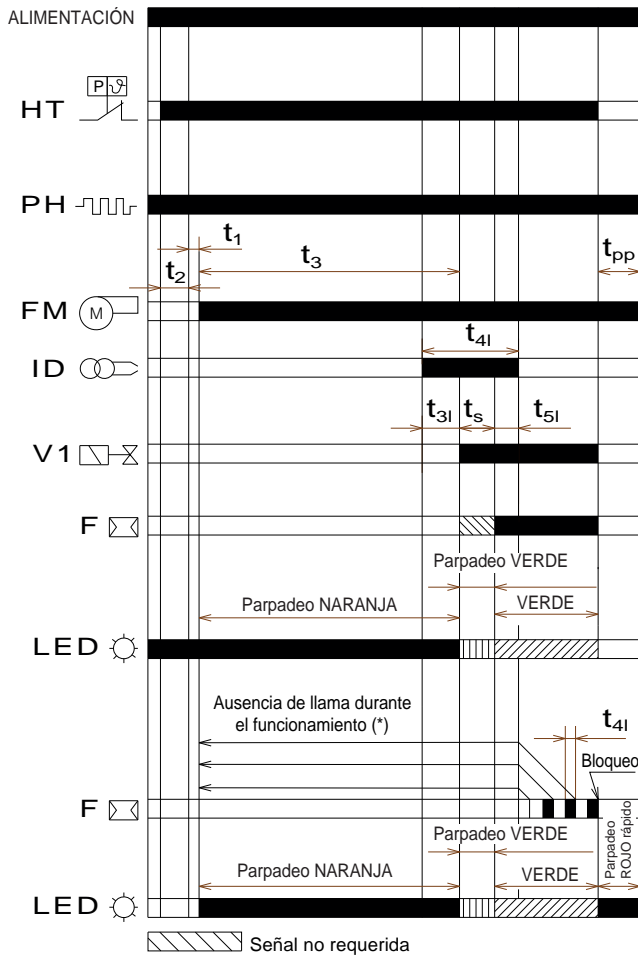 ALIMENTACIÓN
P ϑ
HT
PH
t1
t2
t3
tpp
FM M
t4l
ID
t3l ts t5l
V1
F
Parpadeo VERDE
Parpadeo NARANJA VERDE
LED
Ausencia de llama durante
el funcionamiento (*)
t4l
Bloqueo
F
Parpadeo VERDE
Parpadeo
ROJO rápido
Parpadeo NARANJA VERDE
LED
Señal no requerida